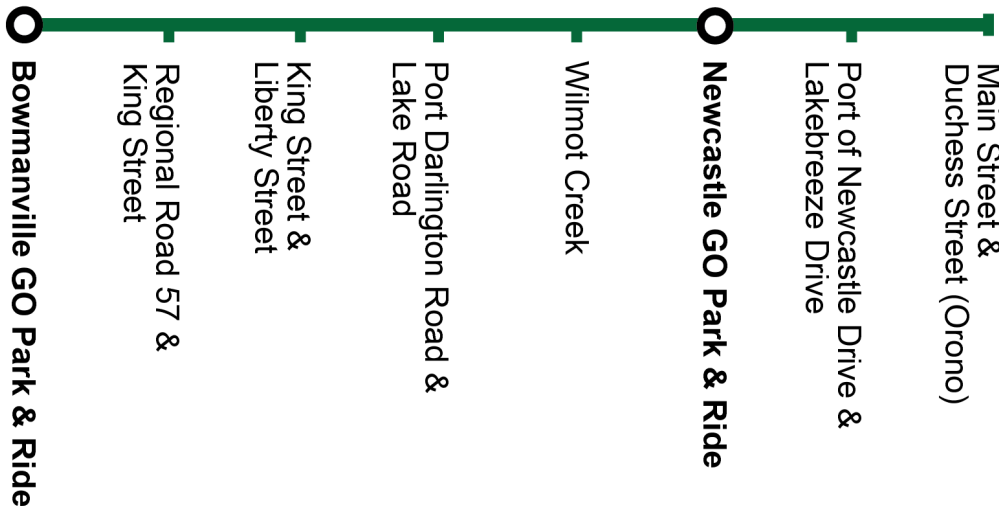 Bowmanville GO Park & Ride
Regional Road 57 &
King Street
King Street &
Liberty Street
Port Darlington Road &
Lake Road
Wilmot Creek
Newcastle GO Park & Ride
Port of Newcastle Drive &
Lakebreeze Drive
Main Street &
Duchess Street (Orono)